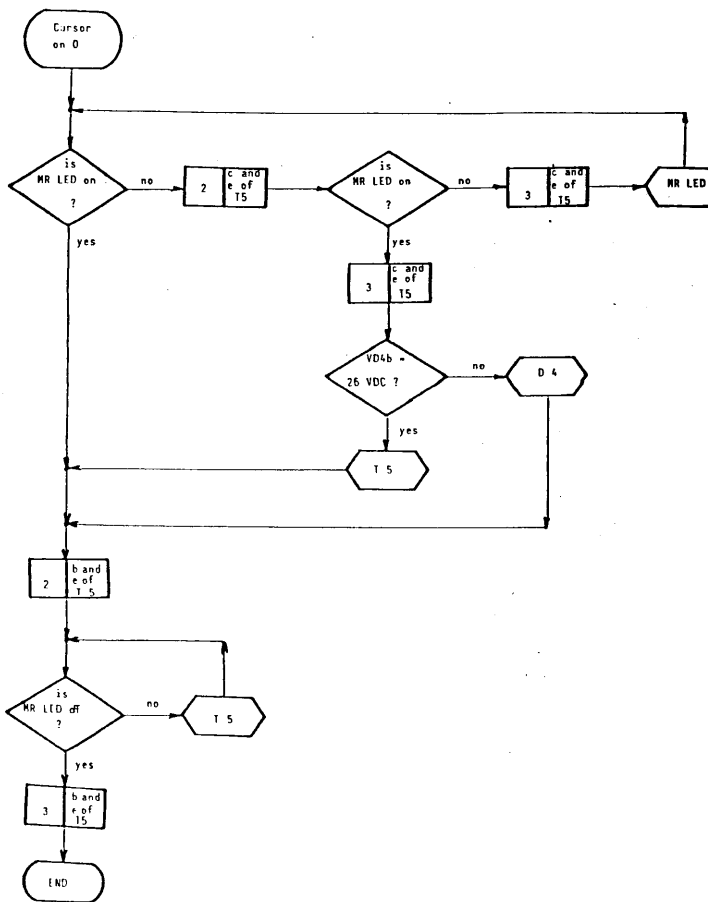 Cursor
on 0
is
MR LED on
?
no
2
c and
e of
T5
is
MR LED on
?
no
3
c and
e of
T5
MR LED
yes
yes
3
c and
e of
T5
VD4b =
26 VDC ?
no
D 4
yes
T 5
2
b and
e of
T 5
is
MR LED off
?
no
T 5
yes
3
b and
e of
T5
END